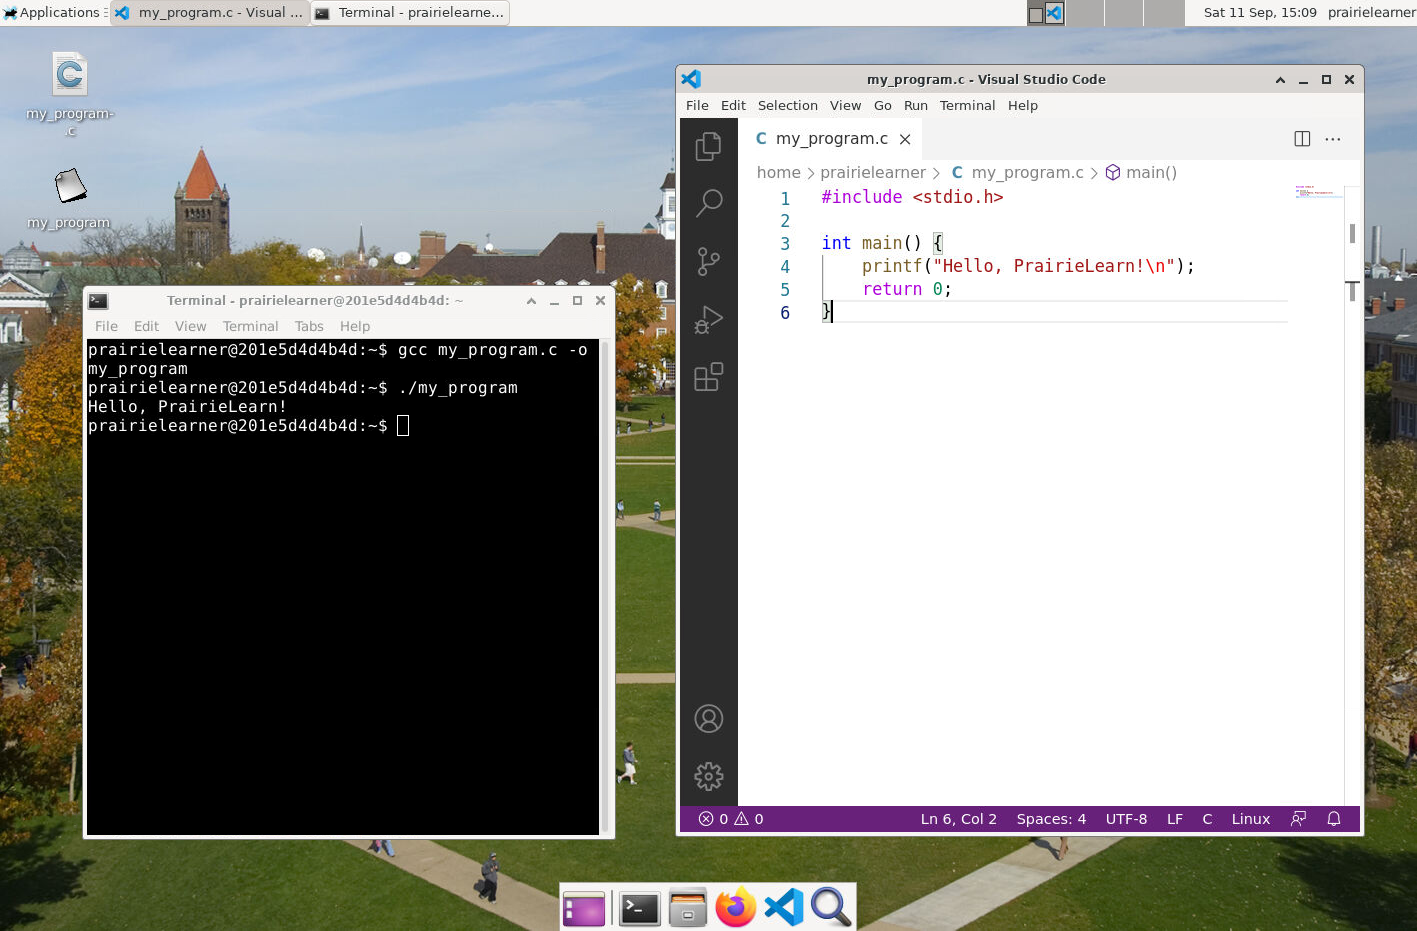 Applications
my_program.c - Visual ...
Terminal - prairielearne...
Sat 11 Sep, 15:09
prairielearner
my_program-
.c
my_program
my_program.c - Visual Studio Code
File Edit Selection View Go Run Terminal Help
C my_program.c
home > prairielearner > C my_program.c > main()
1 #include <stdio.h>
2
3 int main() {
4 printf("Hello, PrairieLearn!\n");
5 return 0;
6 }
0 0 Ln 6, Col 2 Spaces: 4 UTF-8 LF C Linux
Terminal - prairielearner@201e5d4d4b4d: ~
File Edit View Terminal Tabs Help
prairielearner@201e5d4d4b4d:~$ gcc my_program.c -o
my_program
prairielearner@201e5d4d4b4d:~$ ./my_program
Hello, PrairieLearn!
prairielearner@201e5d4d4b4d:~$